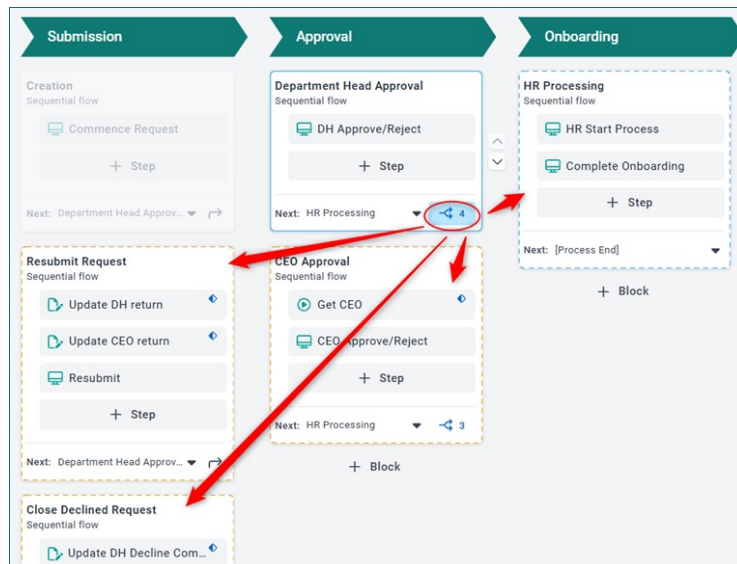 Submission
Approval
Onboarding
Creation
Sequential flow
Commence Request
+ Step
Next: Department Head Approv...
Department Head Approval
Sequential flow
DH Approve/Reject
+ Step
Next: HR Processing
4
HR Processing
Sequential flow
HR Start Process
Complete Onboarding
+ Step
Next: [Process End]
+ Block
Resubmit Request
Sequential flow
Update DH return
Update CEO return
Resubmit
+ Step
Next: Department Head Approv...
CEO Approval
Sequential flow
Get CEO
CEO Approve/Reject
+ Step
Next: HR Processing
3
+ Block
Close Declined Request
Sequential flow
Update DH Decline Com...